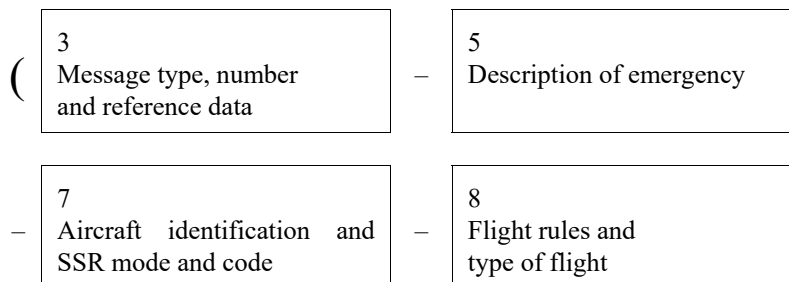 ( 3 – 5
Message type, number Description of emergency
and reference data
7 8
– Aircraft identification and – Flight rules and
SSR mode and code type of flight